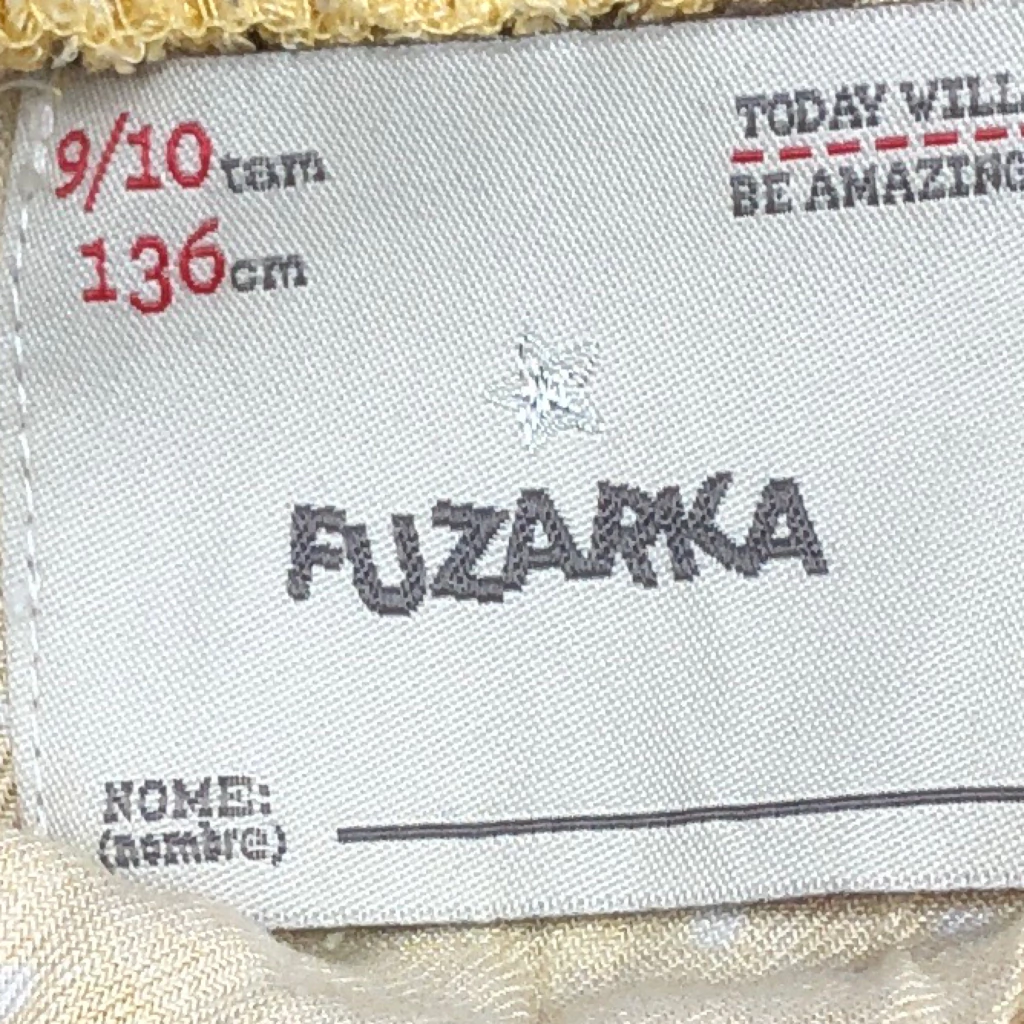 9/10 tam
136 cm
TODAY WILL
BE AMAZING
FUZARKA
NOME:
(nombre)